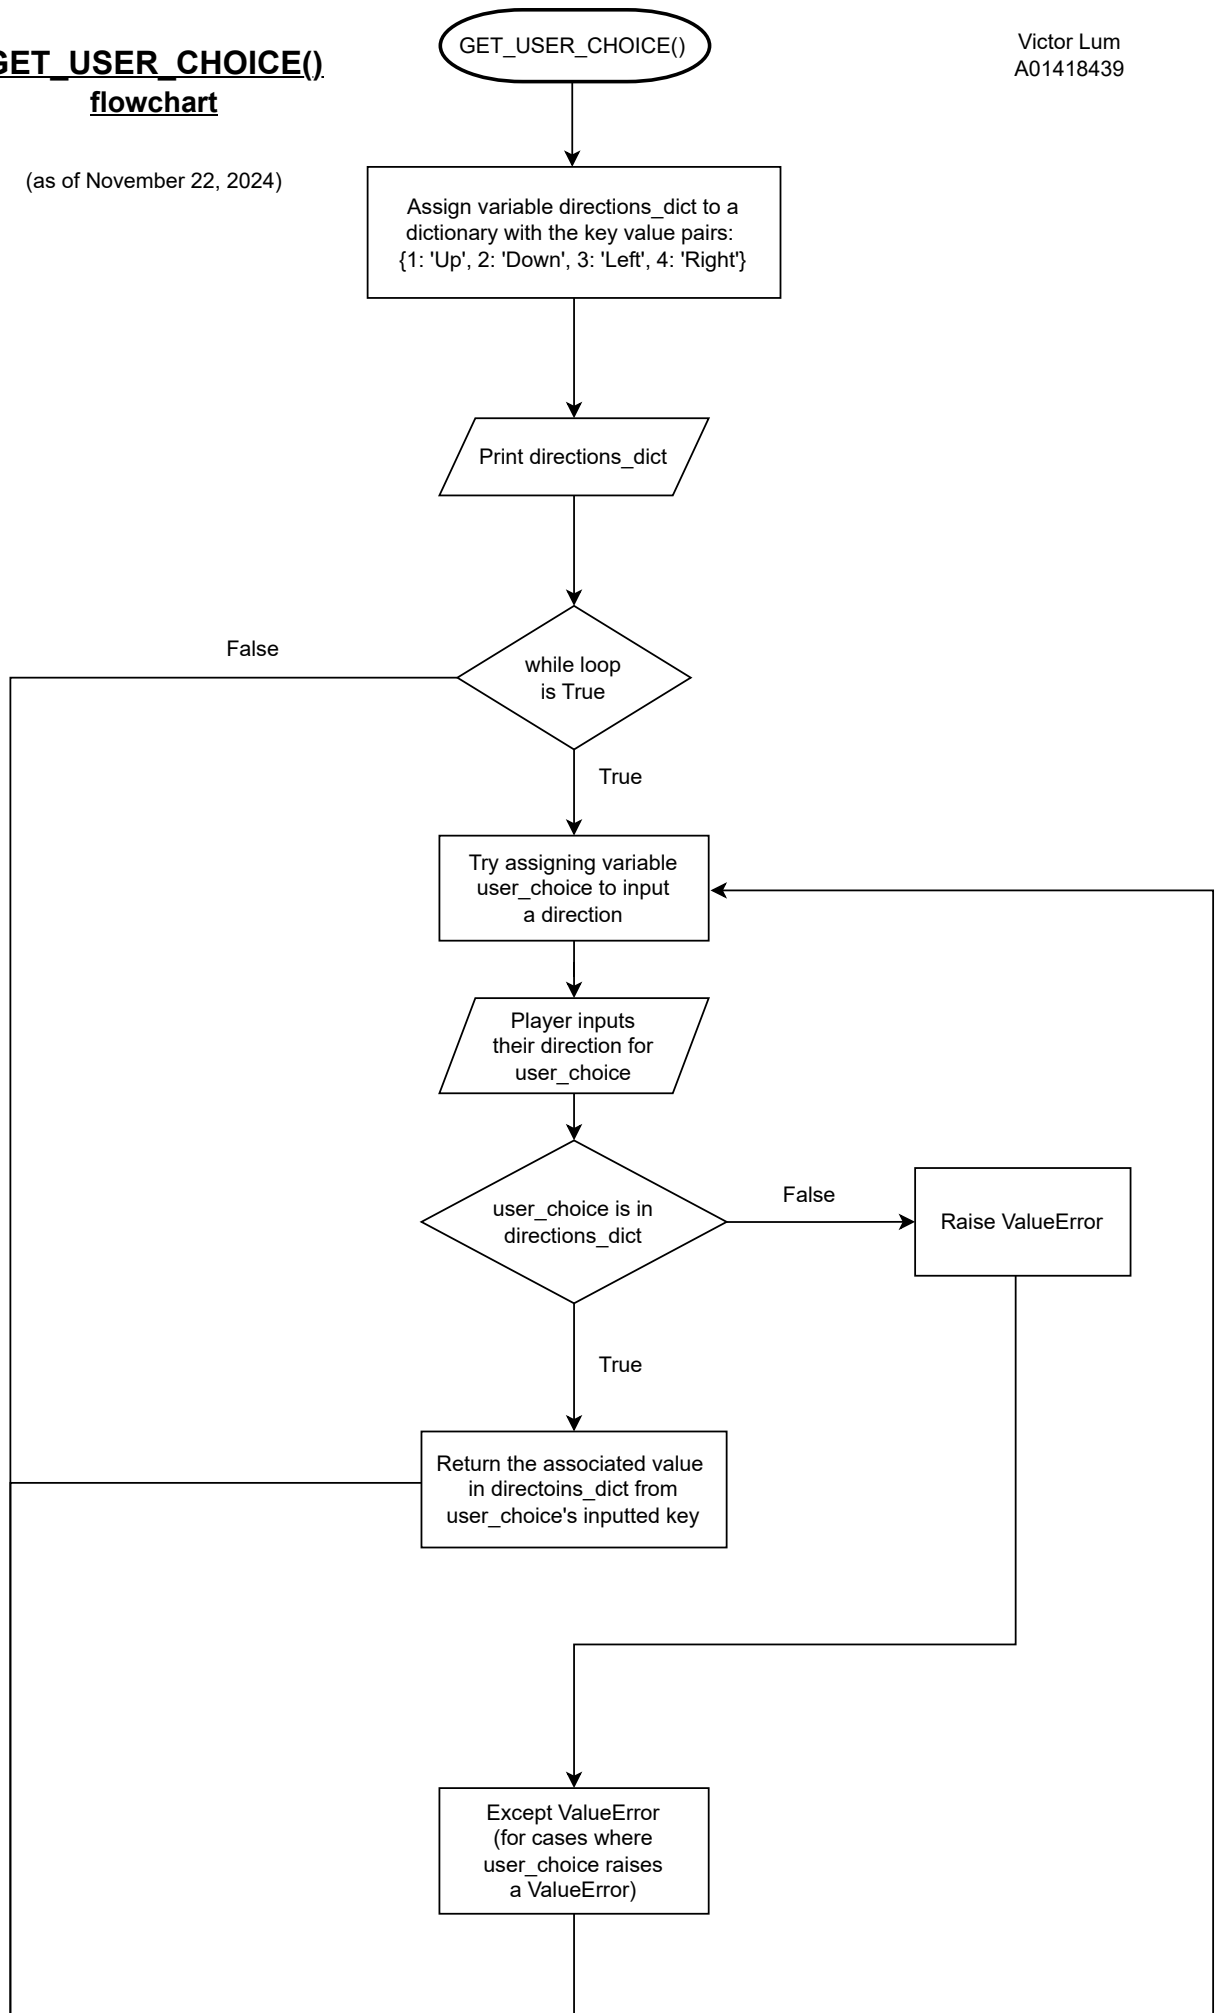 GET_USER_CHOICE()
flowchart
(as of November 22, 2024)
Victor Lum
A01418439
GET_USER_CHOICE()
Assign variable directions_dict to a
dictionary with the key value pairs:
{1: 'Up', 2: 'Down', 3: 'Left', 4: 'Right'}
Print directions_dict
while loop
is True
False
True
Try assigning variable
user_choice to input
a direction
Player inputs
their direction for
user_choice
user_choice is in
directions_dict
False
Raise ValueError
True
Return the associated value
in directoins_dict from
user_choice's inputted key
Except ValueError
(for cases where
user_choice raises
a ValueError)